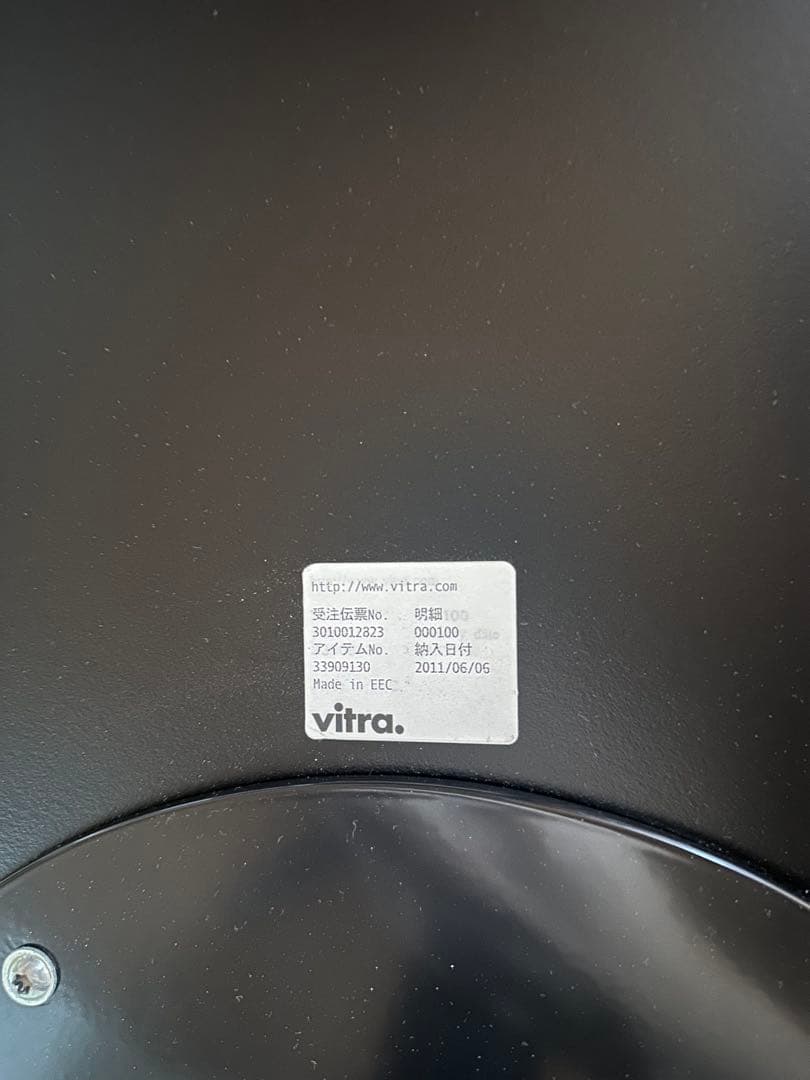 http://www.vitra.com
受注伝票No. 明細
3010012823 000100
アイテムNo. 納入日付
33909130 2011/06/06
Made in EEC
vitra.